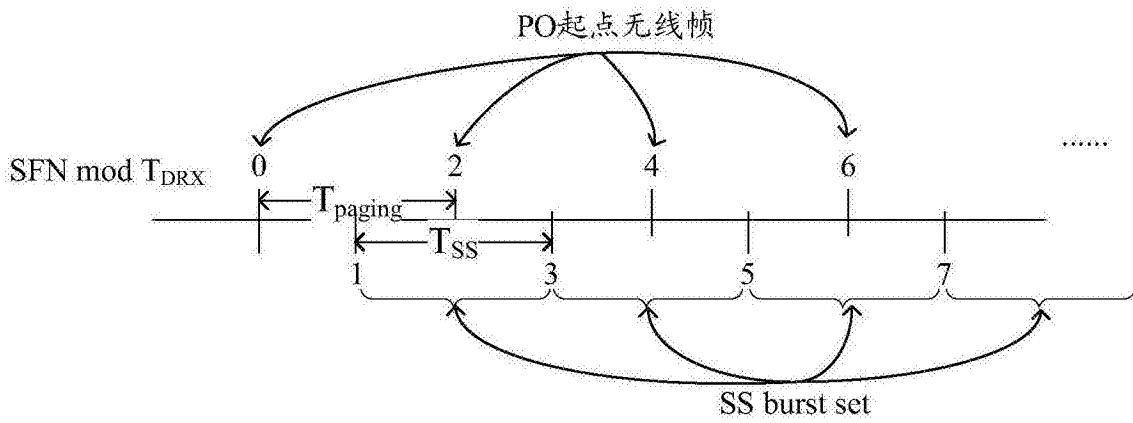 PO起点无线帧
SFN mod T_DRX 0 2 4 6 ......
T_paging
T_SS
1 3 5 7
SS burst set